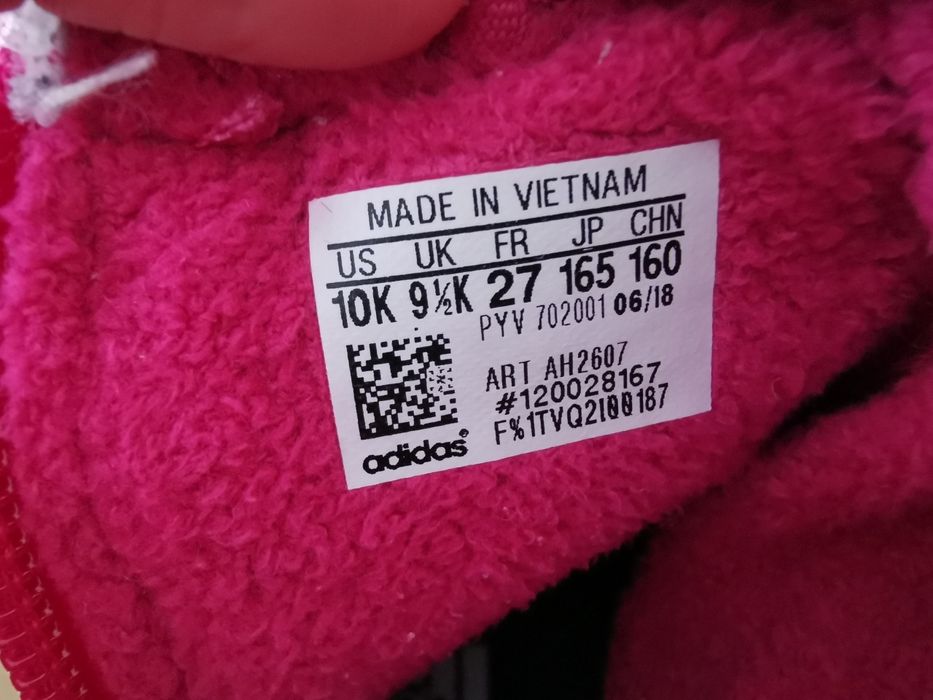 MADE IN VIETNAM
US UK FR JP CHN
10K 9½K 27 165 160
PYV 702001 06/18
ART AH2607
#120028167
F%1TVQ2I00187
adidas